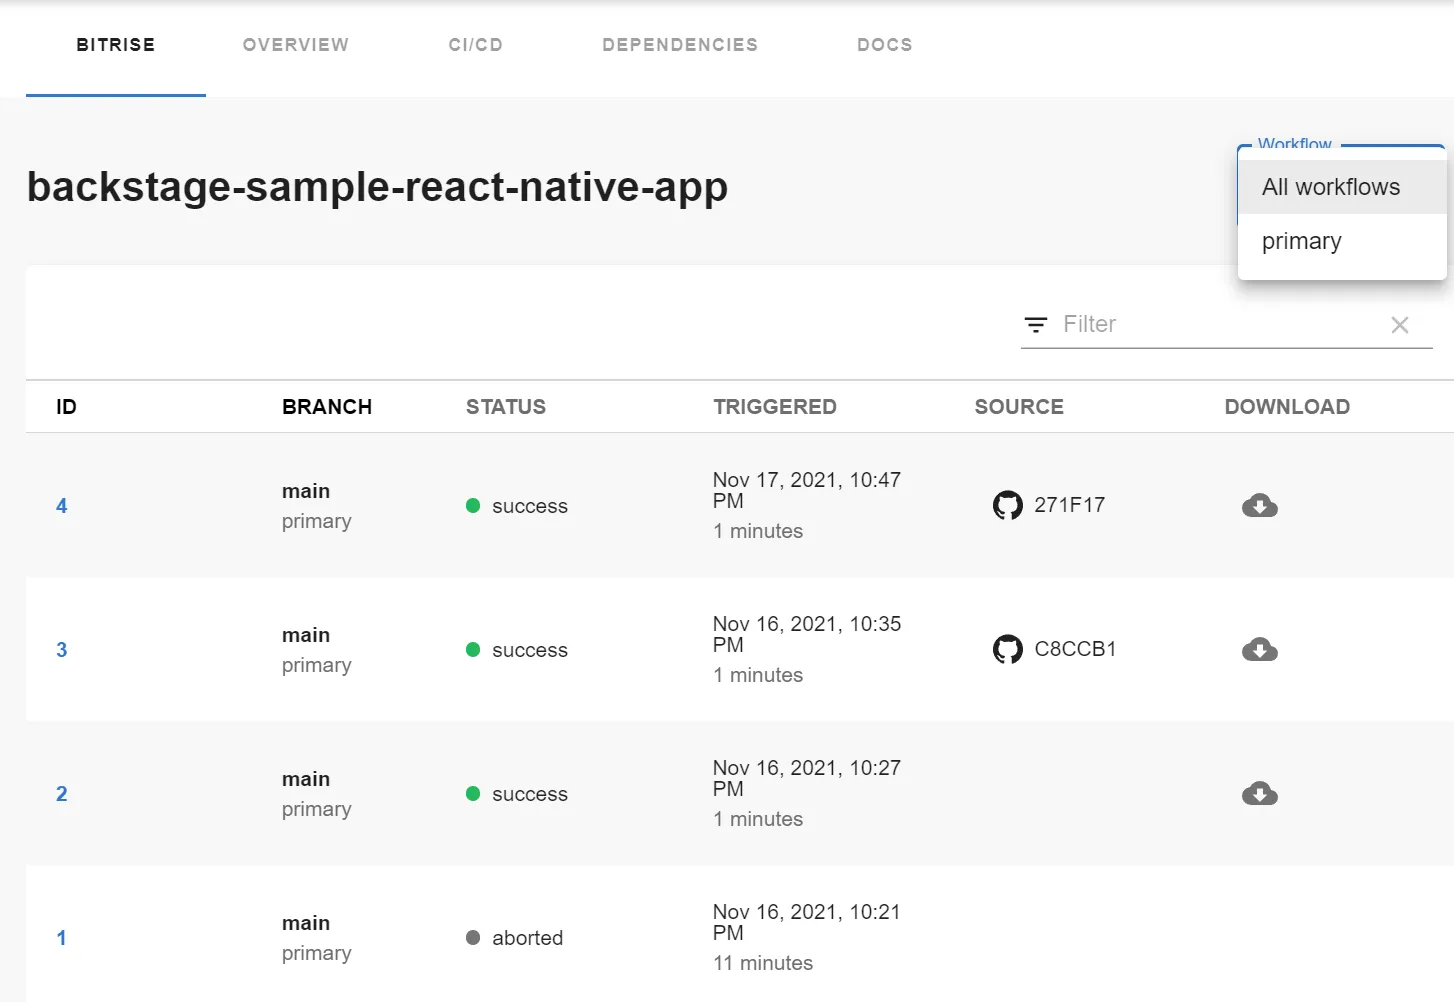 BITRISE OVERVIEW CI/CD DEPENDENCIES DOCS
Workflow
backstage-sample-react-native-app
All workflows
primary
Filter
ID BRANCH STATUS TRIGGERED SOURCE DOWNLOAD
4 main primary success Nov 17, 2021, 10:47 PM 1 minutes 271F17
3 main primary success Nov 16, 2021, 10:35 PM 1 minutes C8CCB1
2 main primary success Nov 16, 2021, 10:27 PM 1 minutes
1 main primary aborted Nov 16, 2021, 10:21 PM 11 minutes